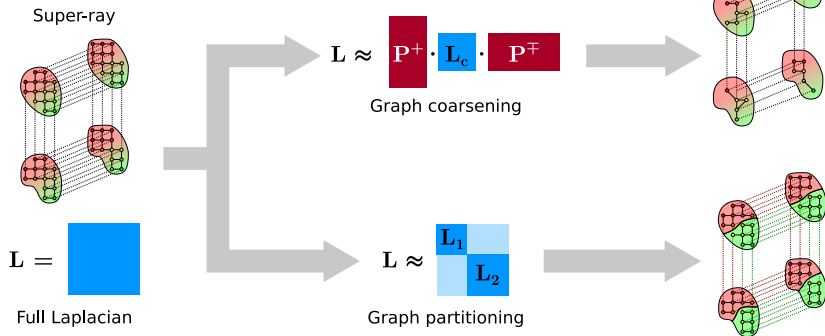 Super-ray
L ≈ P⁺ · L_c · P^∓
Graph coarsening
L =
Full Laplacian
L ≈ L₁ L₂
Graph partitioning